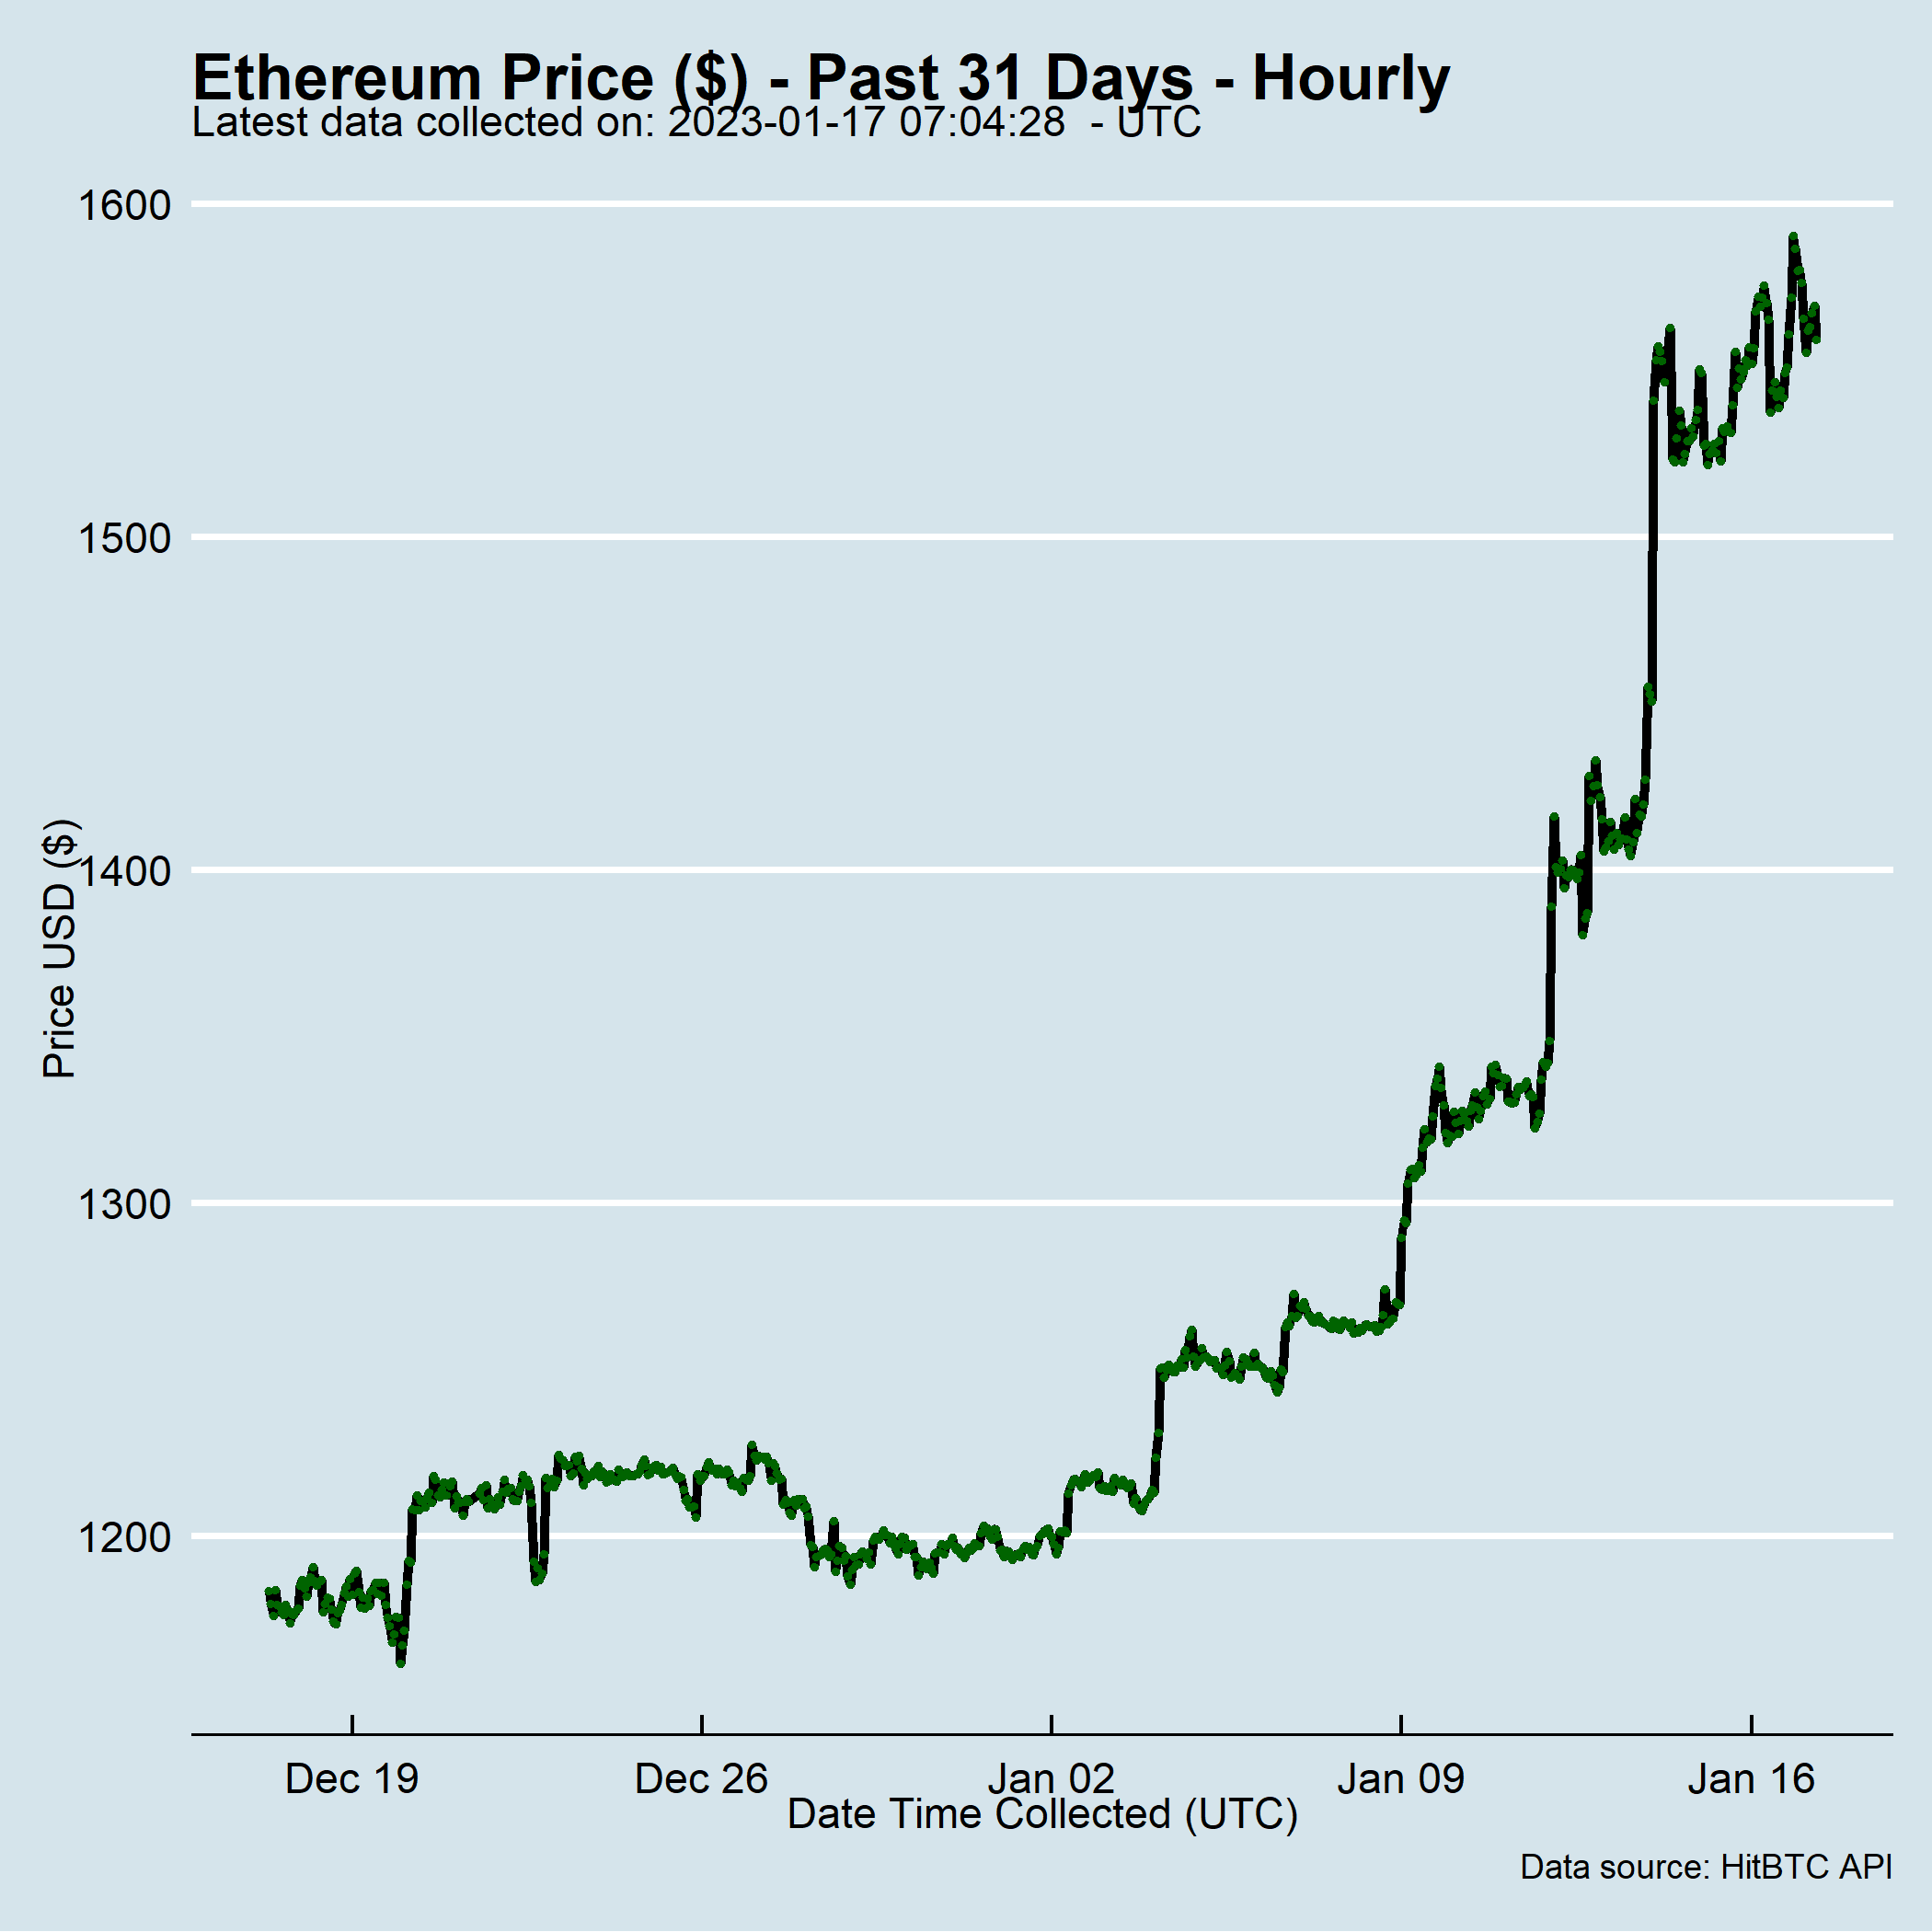 Ethereum Price ($) - Past 31 Days - Hourly
Latest data collected on: 2023-01-17 07:04:28  - UTC
1600
1500
1400
1300
1200
Price USD ($)
Dec 19
Dec 26
Jan 02
Jan 09
Jan 16
Date Time Collected (UTC)
Data source: HitBTC API